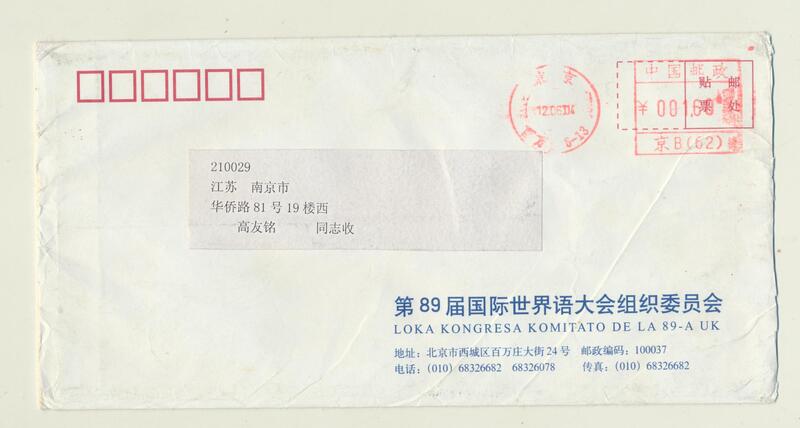 北京
中国邮政
贴 邮
票 处
¥ 00160
京B(62)
210029
江苏 南京市
华侨路 81 号 19 楼西
高友铭 同志收
第 89 届国际世界语大会组织委员会
LOKA KONGRESA KOMITATO DE LA 89-A UK
地址：北京市西城区百万庄大街 24 号 邮政编码：100037
电话：(010) 68326682 68326078 传真：(010) 68326682